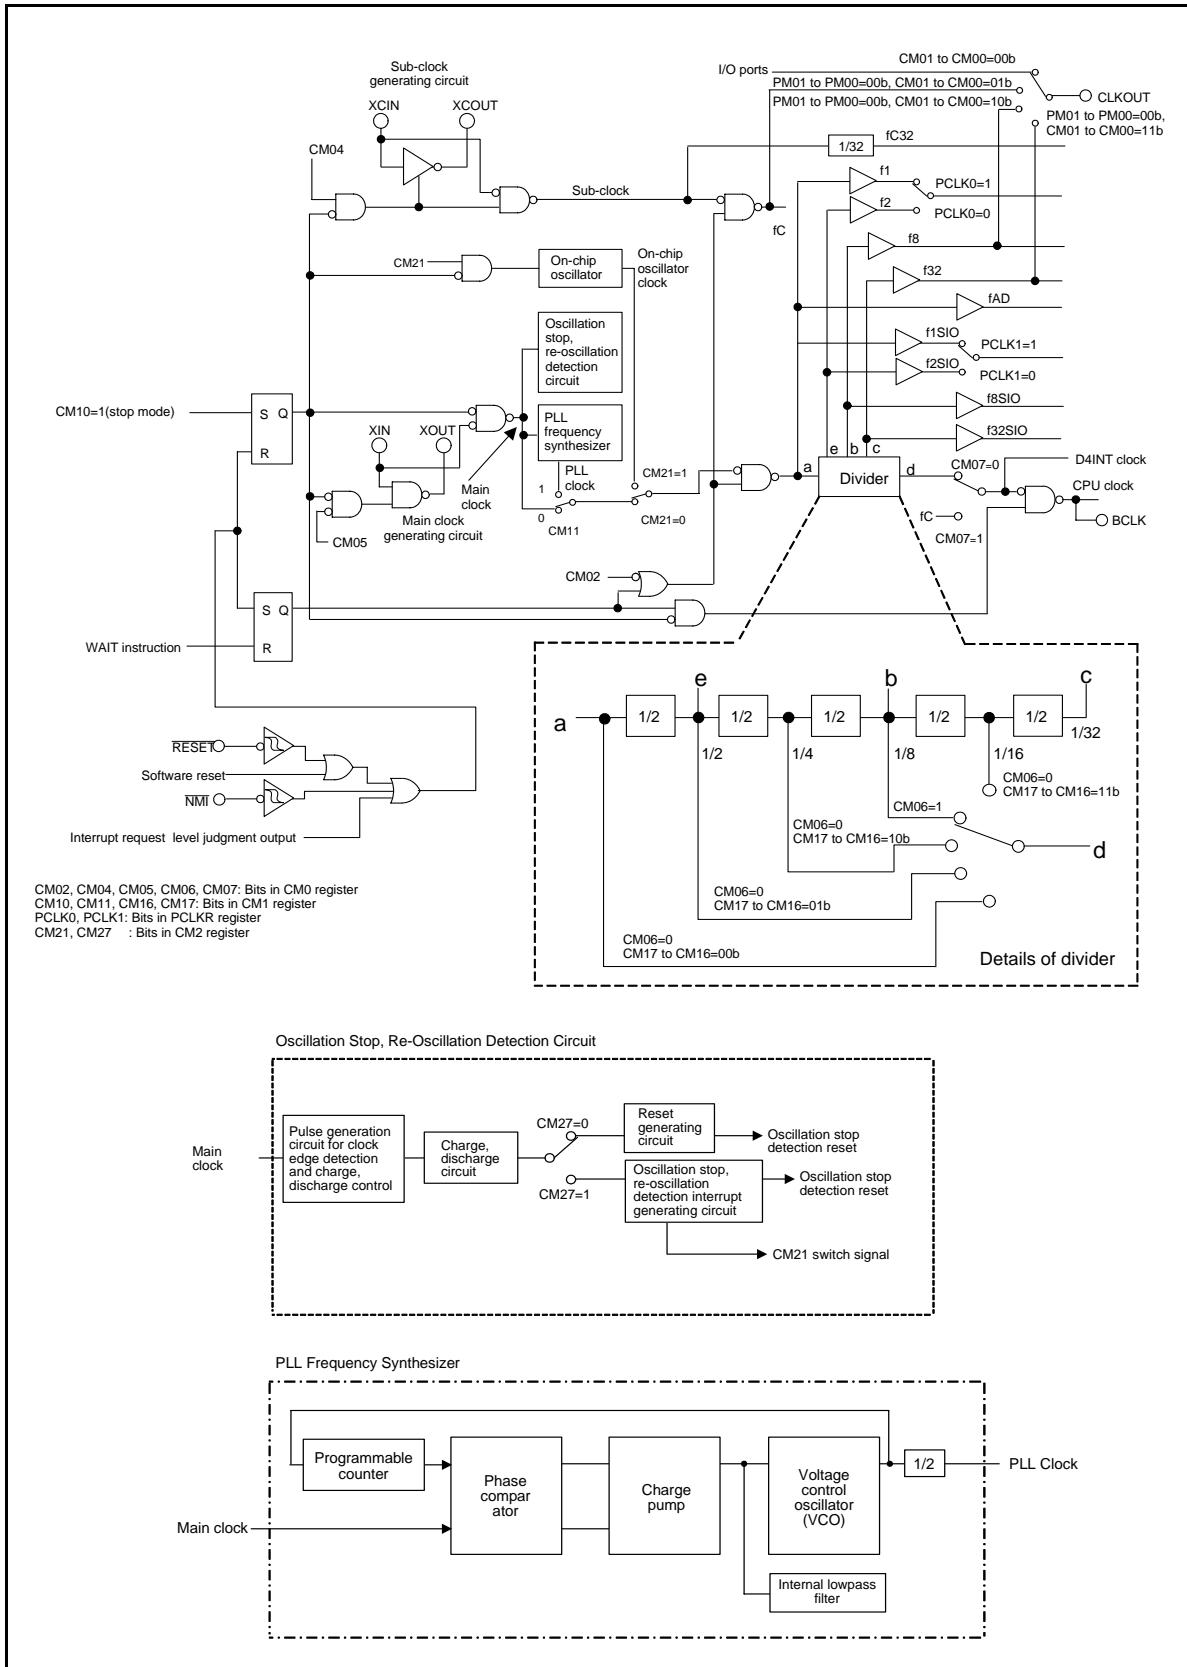 Sub-clock
generating circuit
XCIN
XCOUT
CM04
Sub-clock
I/O ports
CM01 to CM00=00b
PM01 to PM00=00b, CM01 to CM00=01b
PM01 to PM00=00b, CM01 to CM00=10b
CLKOUT
PM01 to PM00=00b,
CM01 to CM00=11b
fC32
1/32
f1
PCLK0=1
f2
PCLK0=0
fC
f8
CM21
On-chip
oscillator
On-chip
oscillator
clock
f32
fAD
Oscillation
stop,
re-oscillation
detection
circuit
f1SIO
PCLK1=1
f2SIO
PCLK1=0
f8SIO
f32SIO
CM10=1(stop mode)
S Q
R
XIN
XOUT
PLL
frequency
synthesizer
Main
clock
PLL
clock
1
0
CM11
CM21=1
CM21=0
Main clock
generating circuit
CM05
e b c
a
Divider
d
CM07=0
D4INT clock
CPU clock
BCLK
fC
CM07=1
CM02
S Q
R
WAIT instruction
RESET
Software reset
NMI
Interrupt request level judgment output
a
e
b
c
1/2
1/2
1/2
1/2
1/2
1/2
1/4
1/8
1/16
1/32
CM06=0
CM17 to CM16=11b
CM06=1
CM06=0
CM17 to CM16=10b
d
CM06=0
CM17 to CM16=01b
CM06=0
CM17 to CM16=00b
Details of divider
CM02, CM04, CM05, CM06, CM07: Bits in CM0 register
CM10, CM11, CM16, CM17: Bits in CM1 register
PCLK0, PCLK1: Bits in PCLKR register
CM21, CM27 : Bits in CM2 register
Oscillation Stop, Re-Oscillation Detection Circuit
Main
clock
Pulse generation
circuit for clock
edge detection
and charge,
discharge control
Charge,
discharge
circuit
CM27=0
CM27=1
Reset
generating
circuit
Oscillation stop
detection reset
Oscillation stop,
re-oscillation
detection interrupt
generating circuit
Oscillation stop
detection reset
CM21 switch signal
PLL Frequency Synthesizer
Programmable
counter
Main clock
Phase
compar
ator
Charge
pump
Voltage
control
oscillator
(VCO)
1/2
PLL Clock
Internal lowpass
filter